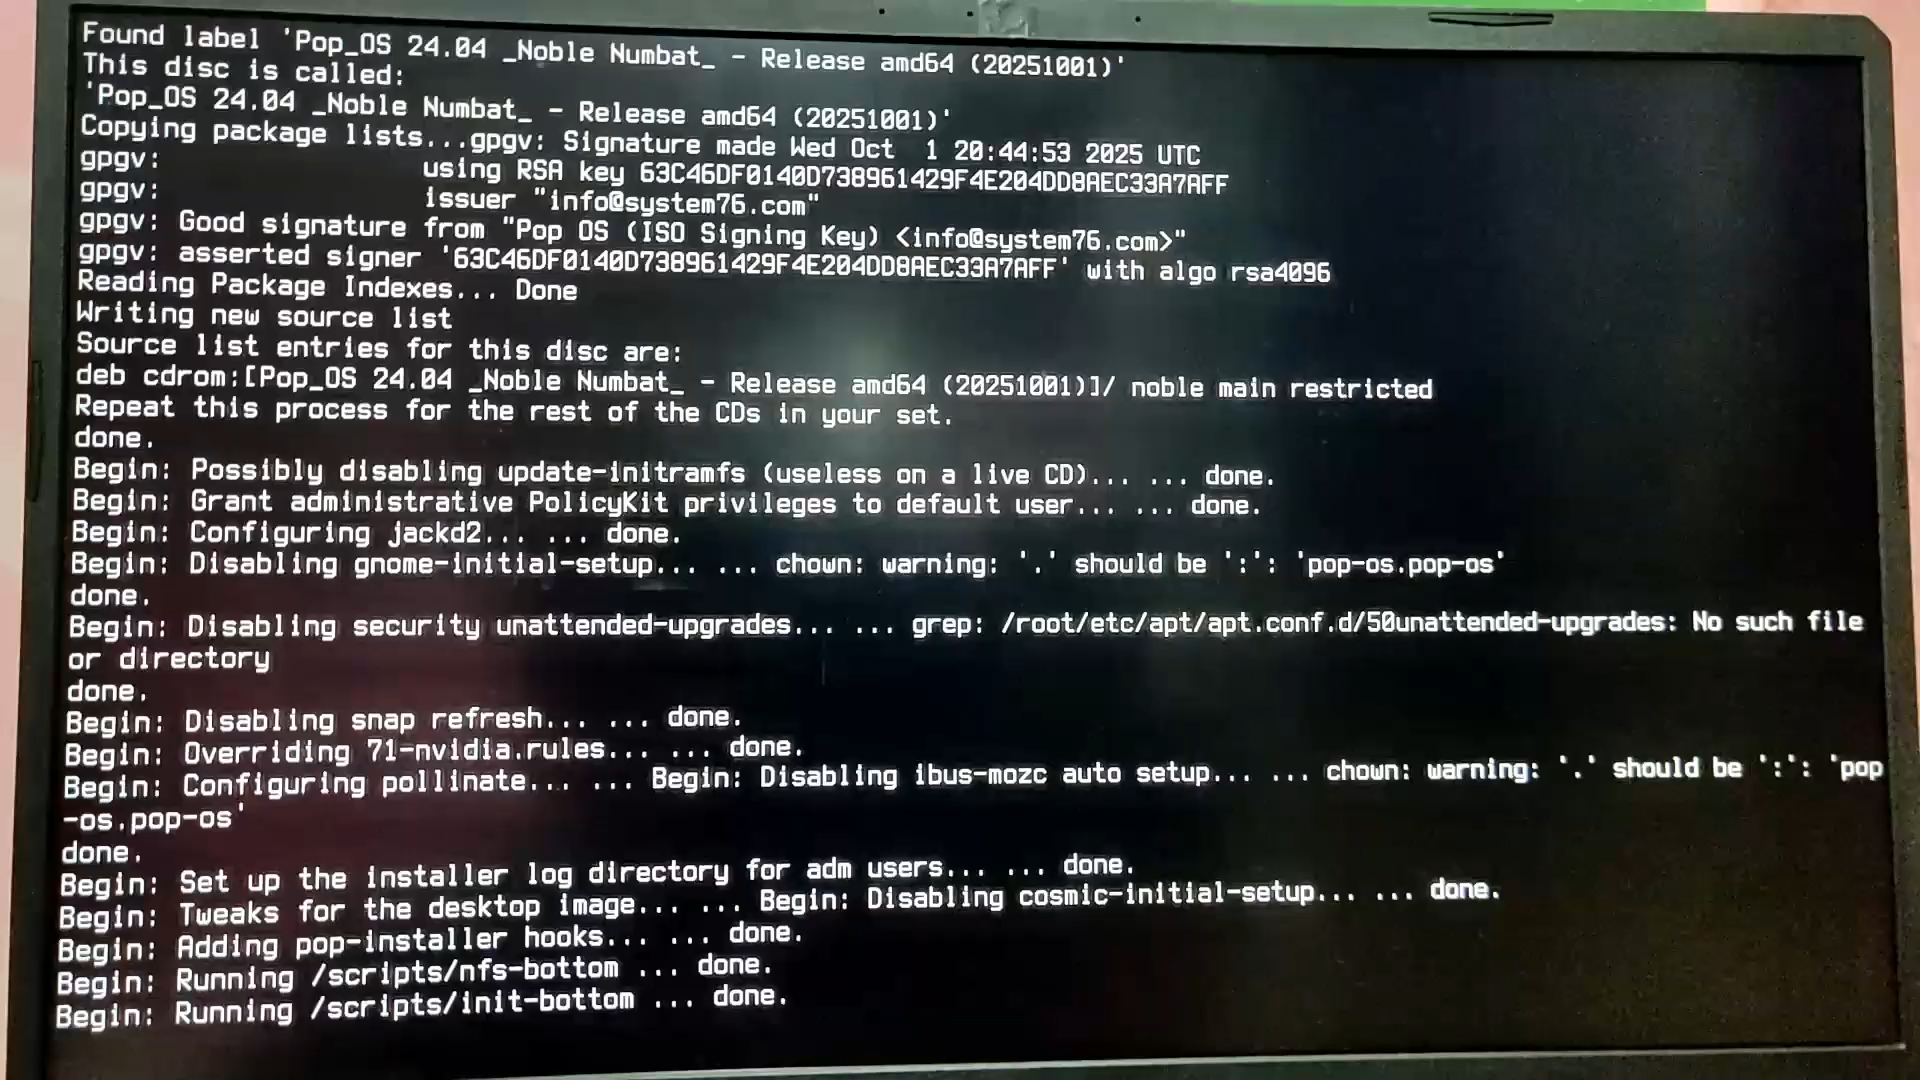 Found label 'Pop_OS 24.04 _Noble Numbat_ - Release amd64 (20251001)'
This disc is called:
'Pop_OS 24.04 _Noble Numbat_ - Release amd64 (20251001)'
Copying package lists...gpgv: Signature made Wed Oct  1 20:44:53 2025 UTC
gpgv:                using RSA key 63C46DF0140D738961429F4E204DD8AEC33A7AFF
gpgv:                issuer "info@system76.com"
gpgv: Good signature from "Pop OS (ISO Signing Key) <info@system76.com>"
gpgv: asserted signer '63C46DF0140D738961429F4E204DD8AEC33A7AFF' with algo rsa4096
Reading Package Indexes... Done
Writing new source list
Source list entries for this disc are:
deb cdrom:[Pop_OS 24.04 _Noble Numbat_ - Release amd64 (20251001)]/ noble main restricted
Repeat this process for the rest of the CDs in your set.
done.
Begin: Possibly disabling update-initramfs (useless on a live CD)... ... done.
Begin: Grant administrative PolicyKit privileges to default user... ... done.
Begin: Configuring jackd2... ... done.
Begin: Disabling gnome-initial-setup... ... chown: warning: '.' should be ':': 'pop-os.pop-os'
done.
Begin: Disabling security unattended-upgrades... ... grep: /root/etc/apt/apt.conf.d/50unattended-upgrades: No such file
or directory
done.
Begin: Disabling snap refresh... ... done.
Begin: Overriding 71-nvidia.rules... ... done.
Begin: Configuring pollinate... ... Begin: Disabling ibus-mozc auto setup... ... chown: warning: '.' should be ':': 'pop
-os.pop-os'
done.
Begin: Set up the installer log directory for adm users... ... done.
Begin: Tweaks for the desktop image... ... Begin: Disabling cosmic-initial-setup... ... done.
Begin: Adding pop-installer hooks... ... done.
Begin: Running /scripts/nfs-bottom ... done.
Begin: Running /scripts/init-bottom ... done.